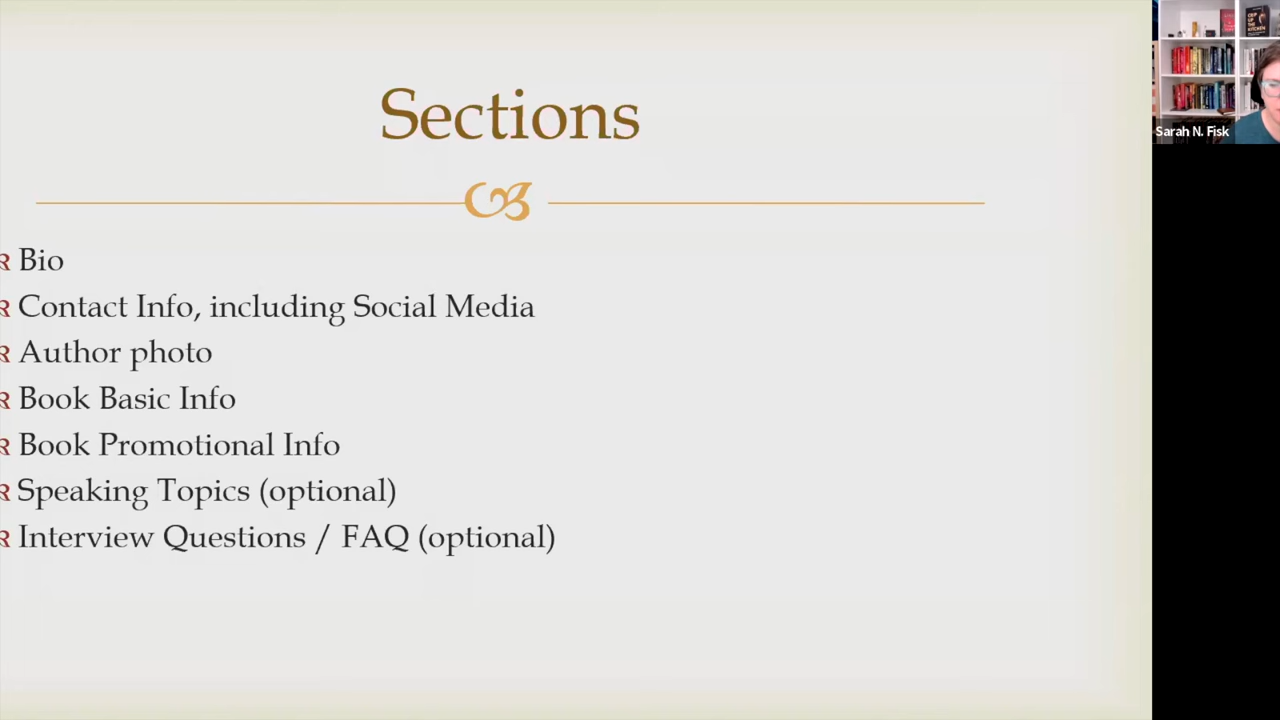 Sections
Bio
Contact Info, including Social Media
Author photo
Book Basic Info
Book Promotional Info
Speaking Topics (optional)
Interview Questions / FAQ (optional)
Sarah N. Fisk